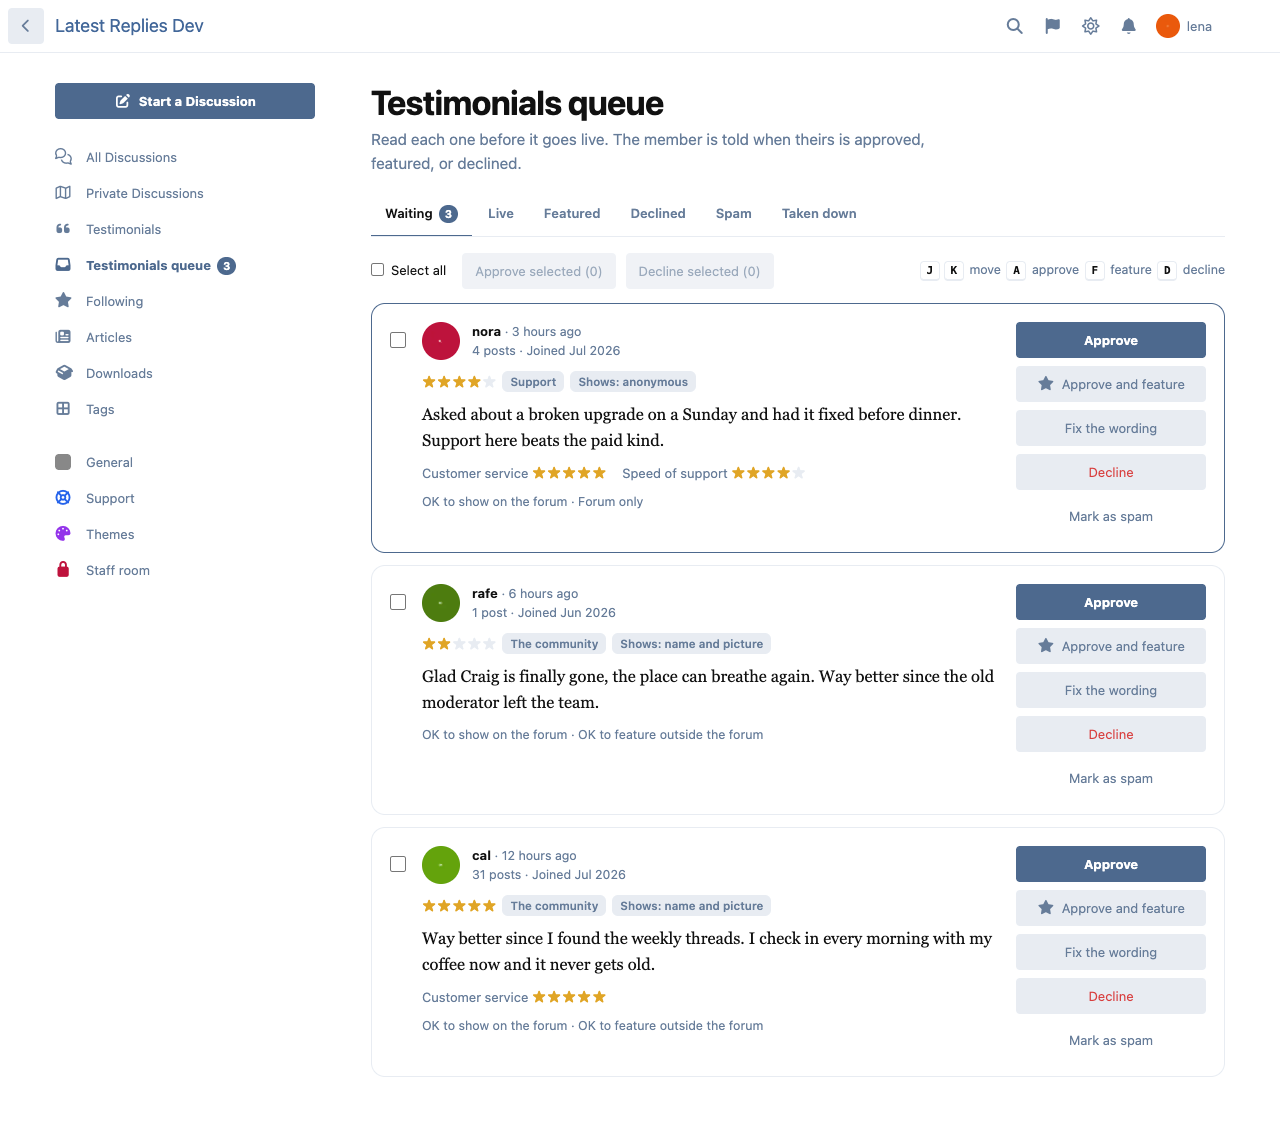 Latest Replies Dev
lena
Start a Discussion
All Discussions
Private Discussions
Testimonials
Testimonials queue 3
Following
Articles
Downloads
Tags
General
Support
Themes
Staff room
Testimonials queue
Read each one before it goes live. The member is told when theirs is approved,
featured, or declined.
Waiting 3 Live Featured Declined Spam Taken down
Select all Approve selected (0) Decline selected (0) J K move A approve F feature D decline
nora · 3 hours ago
4 posts · Joined Jul 2026
Support Shows: anonymous
Asked about a broken upgrade on a Sunday and had it fixed before dinner.
Support here beats the paid kind.
Customer service Speed of support
OK to show on the forum · Forum only
Approve
Approve and feature
Fix the wording
Decline
Mark as spam
rafe · 6 hours ago
1 post · Joined Jun 2026
The community Shows: name and picture
Glad Craig is finally gone, the place can breathe again. Way better since the old
moderator left the team.
OK to show on the forum · OK to feature outside the forum
Approve
Approve and feature
Fix the wording
Decline
Mark as spam
cal · 12 hours ago
31 posts · Joined Jul 2026
The community Shows: name and picture
Way better since I found the weekly threads. I check in every morning with my
coffee now and it never gets old.
Customer service
OK to show on the forum · OK to feature outside the forum
Approve
Approve and feature
Fix the wording
Decline
Mark as spam